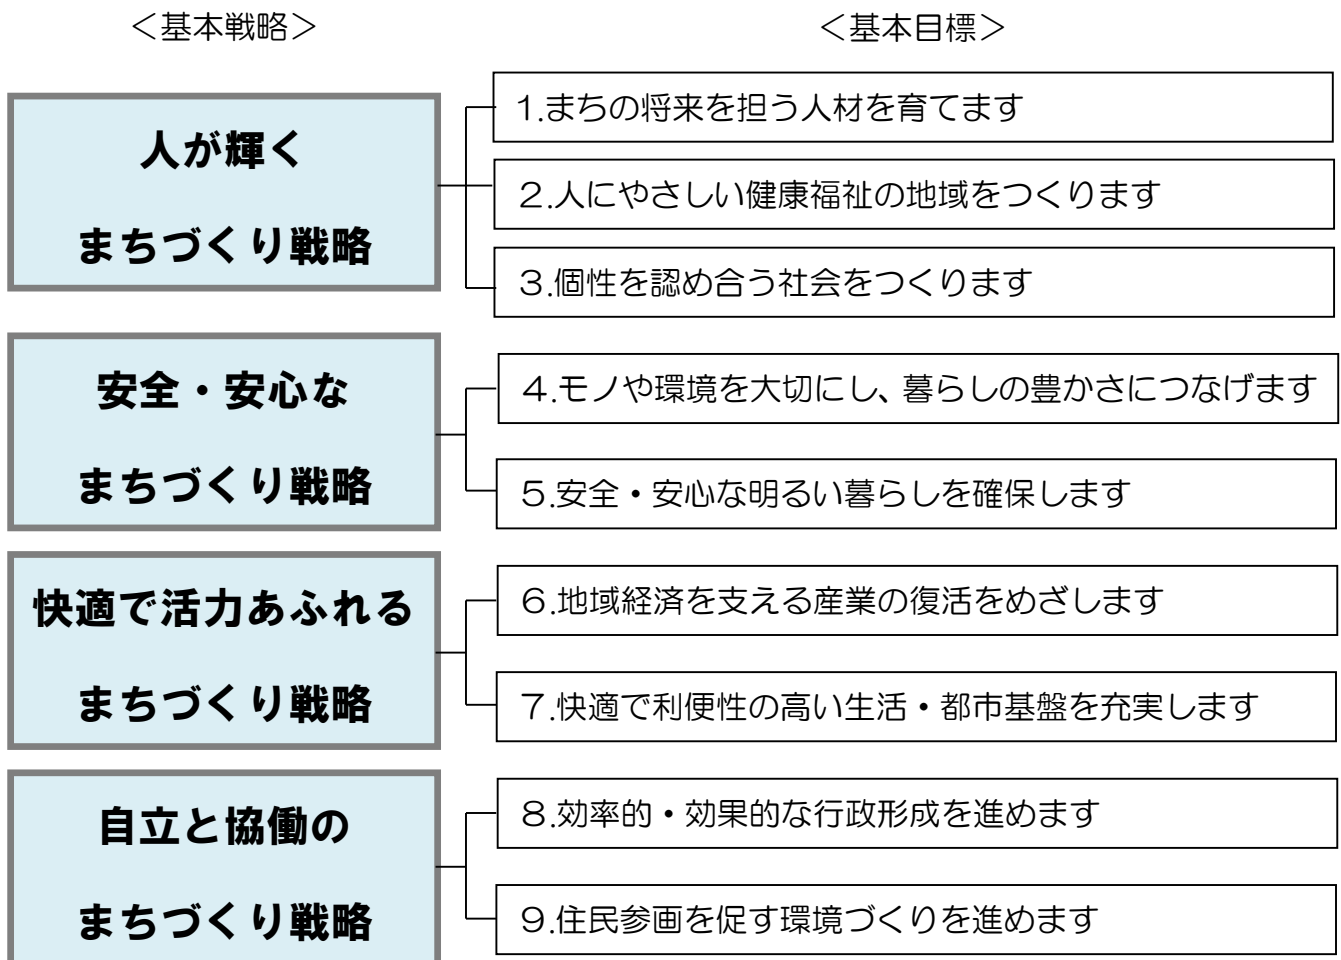 ＜基本戦略＞
＜基本目標＞
人が輝く
まちづくり戦略
1.まちの将来を担う人材を育てます
２.人にやさしい健康福祉の地域をつくります
３.個性を認め合う社会をつくります
安全・安心な
まちづくり戦略
４.モノや環境を大切にし、暮らしの豊かさにつなげます
５.安全・安心な明るい暮らしを確保します
快適で活力あふれる
まちづくり戦略
６.地域経済を支える産業の復活をめざします
７.快適で利便性の高い生活・都市基盤を充実します
自立と協働の
まちづくり戦略
８.効率的・効果的な行政形成を進めます
９.住民参画を促す環境づくりを進めます